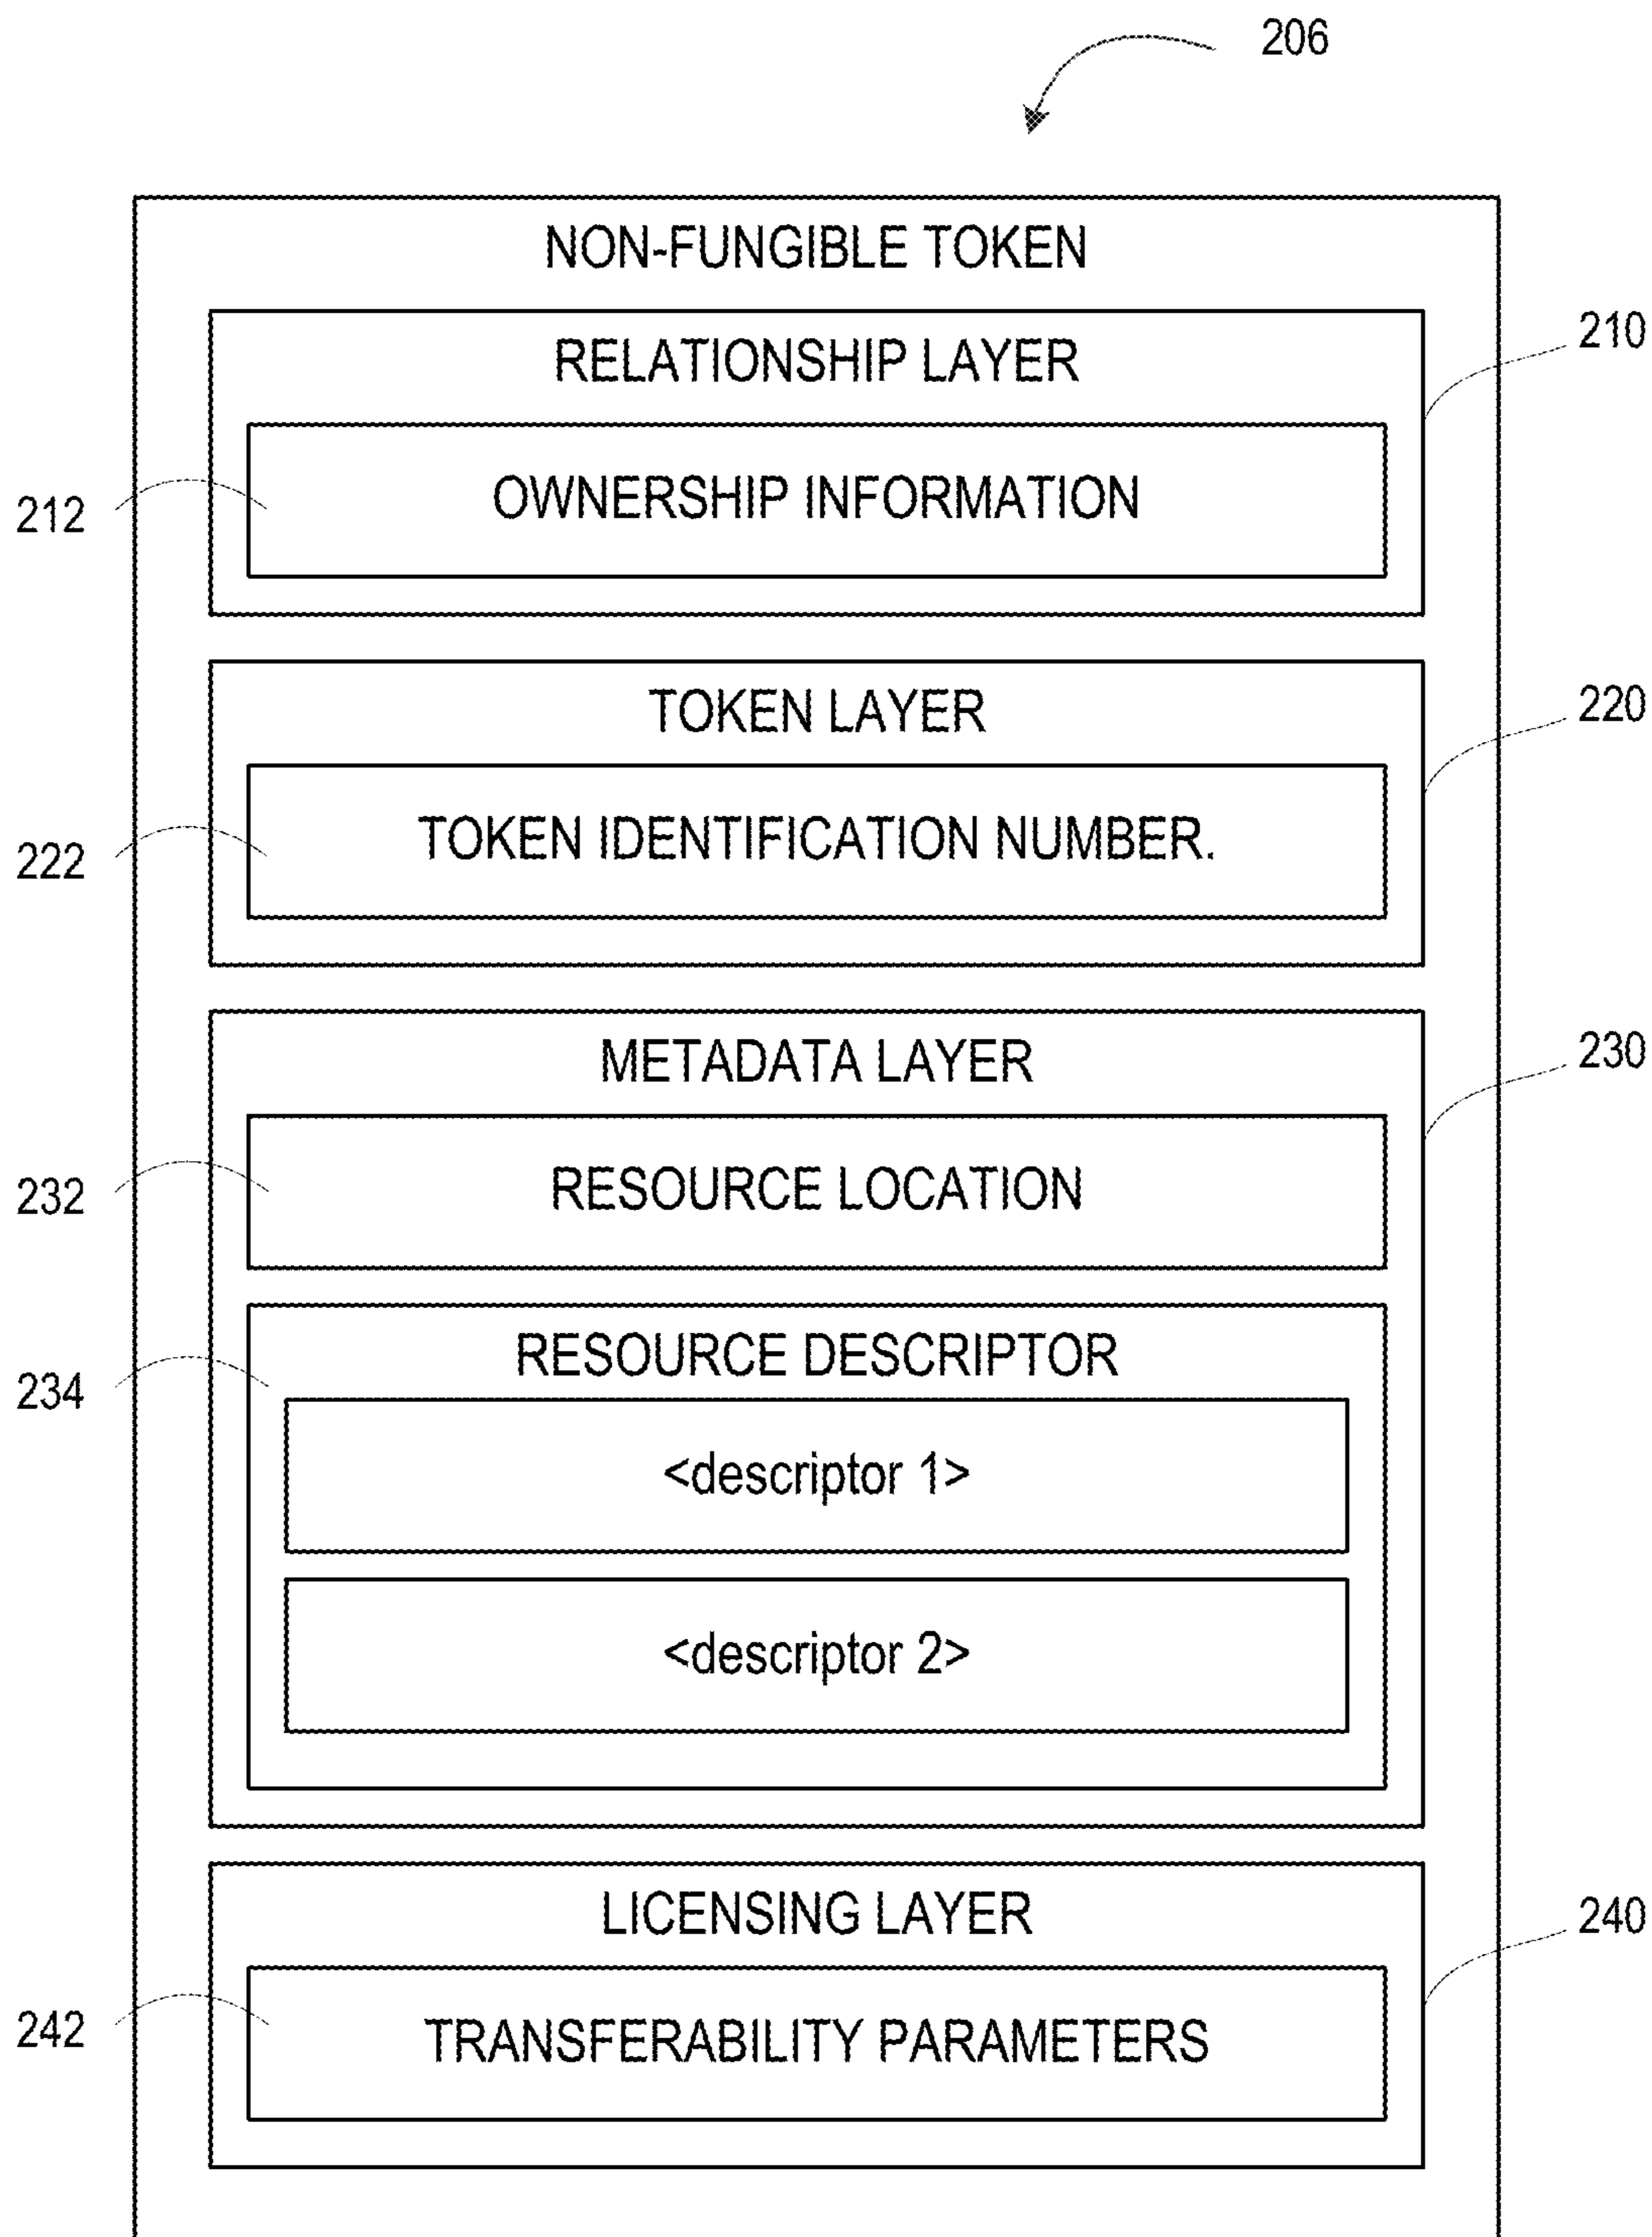 206
NON-FUNGIBLE TOKEN
RELATIONSHIP LAYER
210
OWNERSHIP INFORMATION
212
TOKEN LAYER
220
TOKEN IDENTIFICATION NUMBER.
222
METADATA LAYER
230
RESOURCE LOCATION
232
RESOURCE DESCRIPTOR
234
<descriptor 1>
<descriptor 2>
LICENSING LAYER
240
TRANSFERABILITY PARAMETERS
242